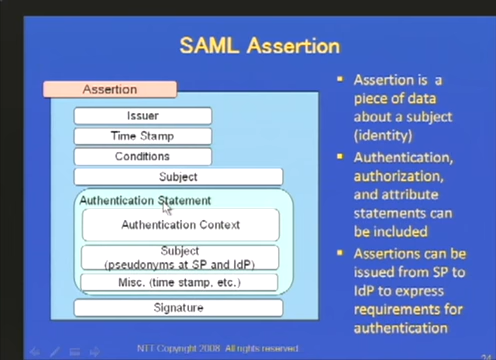 SAML Assertion
Assertion
Issuer
Time Stamp
Conditions
Subject
Authentication Statement
Authentication Context
Subject
(pseudonyms at SP and IdP)
Misc. (time stamp, etc.)
Signature
Assertion is a
piece of data
about a subject
(identity)
Authentication,
authorization,
and attribute
statements can
be included
Assertions can be
issued from SP to
IdP to express
requirements for
authentication
NTT Copyright 2008. All rights reserved